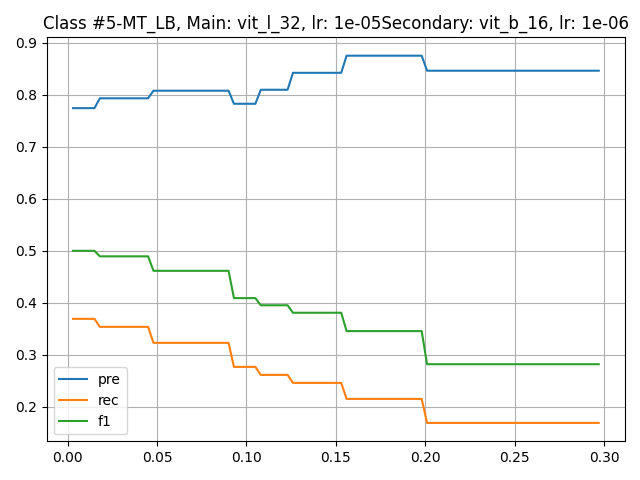 Class #5-MT_LB, Main: vit_l_32, lr: 1e-05Secondary: vit_b_16, lr: 1e-06
0.9
0.8
0.7
0.6
0.5
0.4
0.3
0.2
pre
rec
f1
0.00 0.05 0.10 0.15 0.20 0.25 0.30